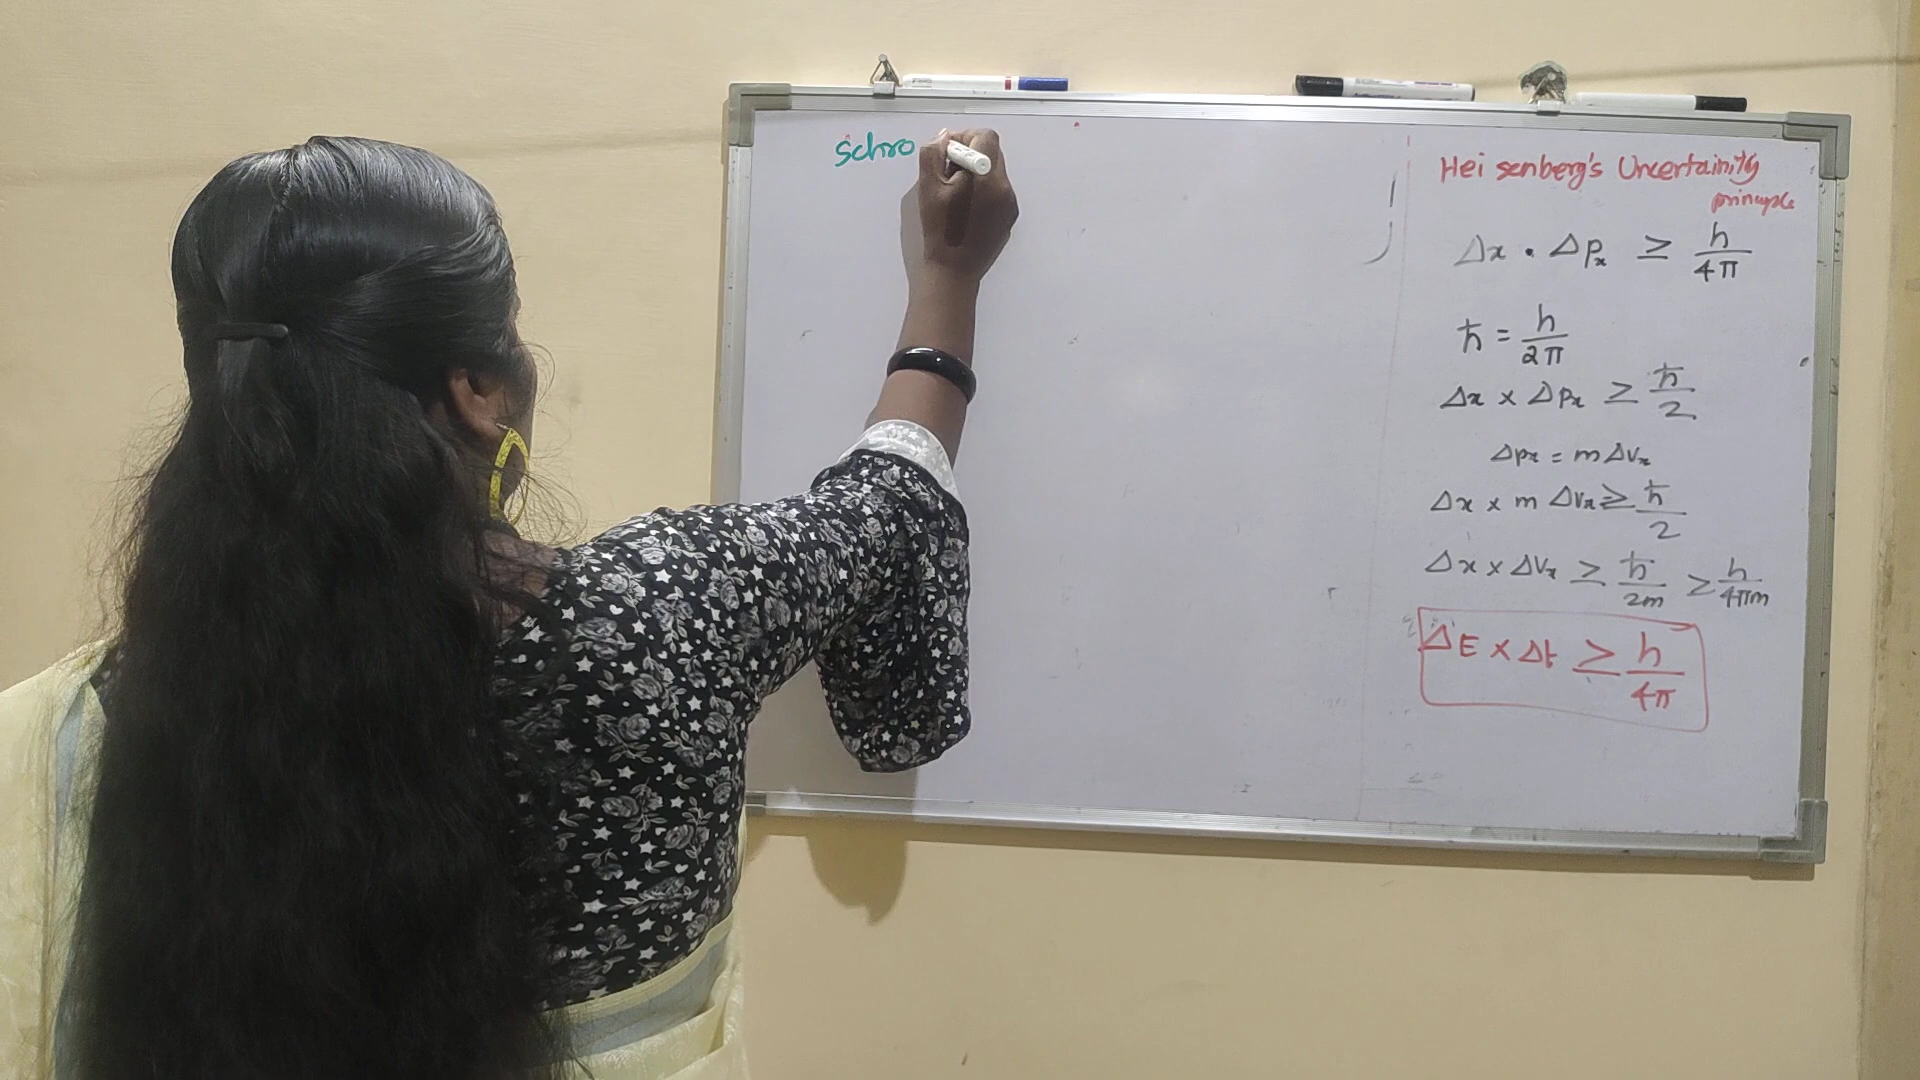 Schro
Heisenberg's Uncertainity
principle
Δx . Δpₓ ≥ h/4π
ħ = h/2π
Δx × Δpₓ ≥ ħ/2
Δpₓ = m Δvₓ
Δx × m Δvₓ ≥ ħ/2
Δx × Δvₓ ≥ ħ/2m ≥ h/4πm
ΔE × Δt ≥ h/4π